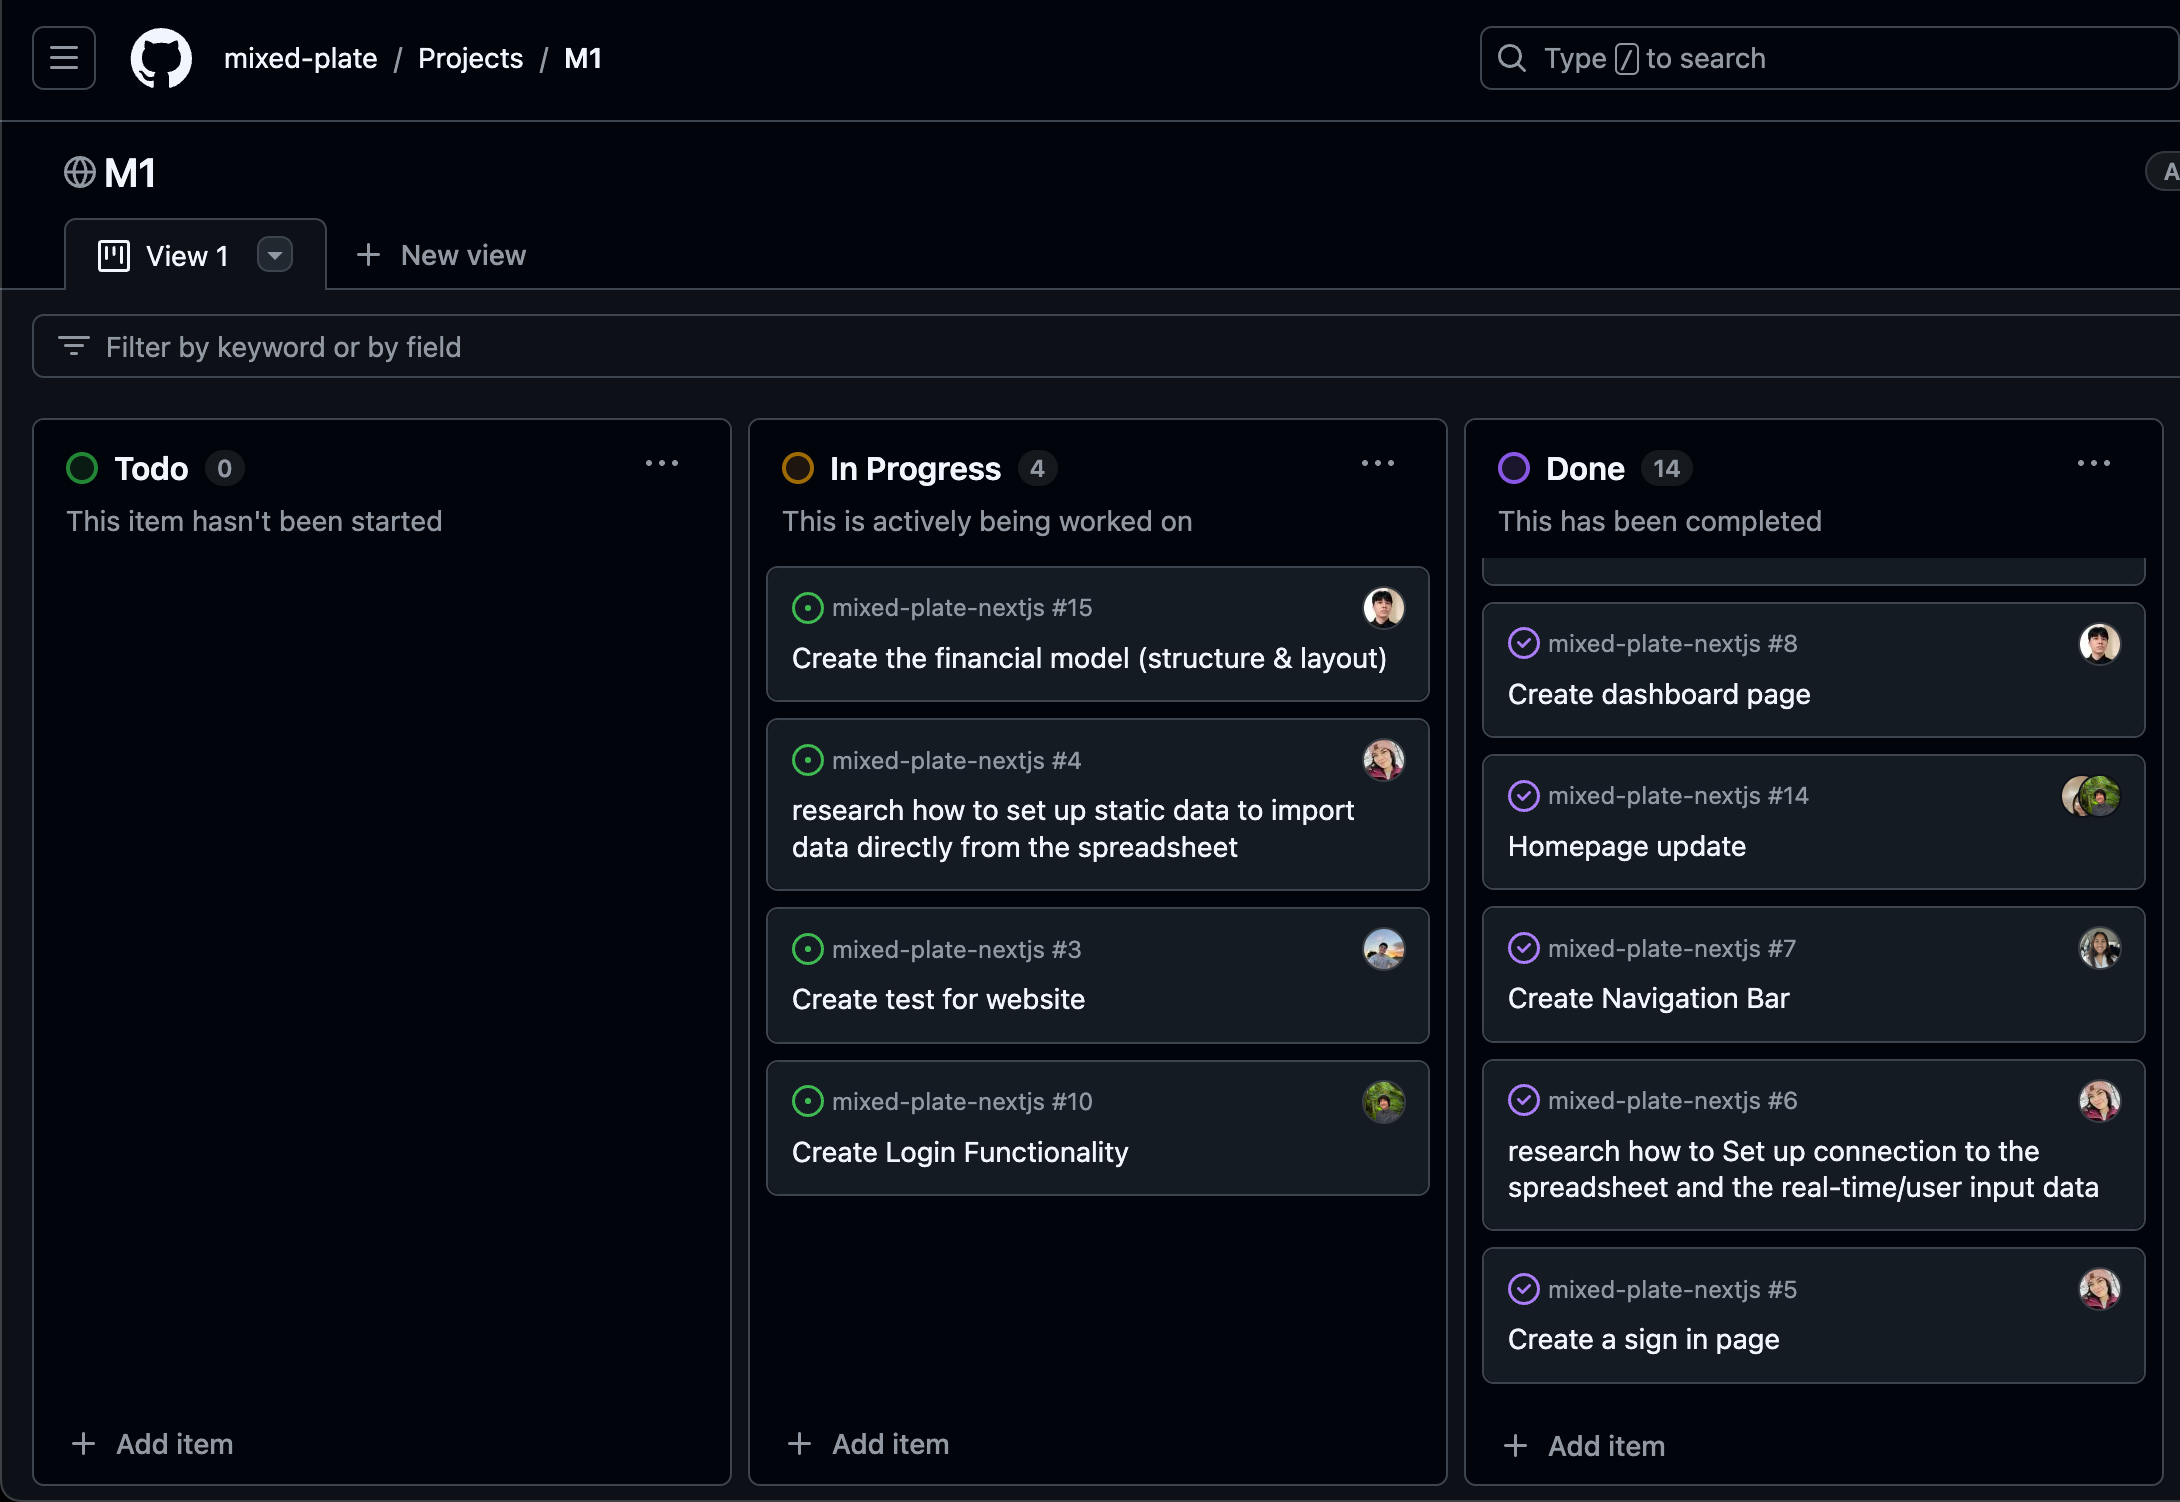 mixed-plate / Projects / M1
Type / to search
M1
View 1
New view
Filter by keyword or by field
Todo 0
This item hasn't been started
Add item
In Progress 4
This is actively being worked on
mixed-plate-nextjs #15
Create the financial model (structure & layout)
mixed-plate-nextjs #4
research how to set up static data to import
data directly from the spreadsheet
mixed-plate-nextjs #3
Create test for website
mixed-plate-nextjs #10
Create Login Functionality
Add item
Done 14
This has been completed
mixed-plate-nextjs #8
Create dashboard page
mixed-plate-nextjs #14
Homepage update
mixed-plate-nextjs #7
Create Navigation Bar
mixed-plate-nextjs #6
research how to Set up connection to the
spreadsheet and the real-time/user input data
mixed-plate-nextjs #5
Create a sign in page
Add item